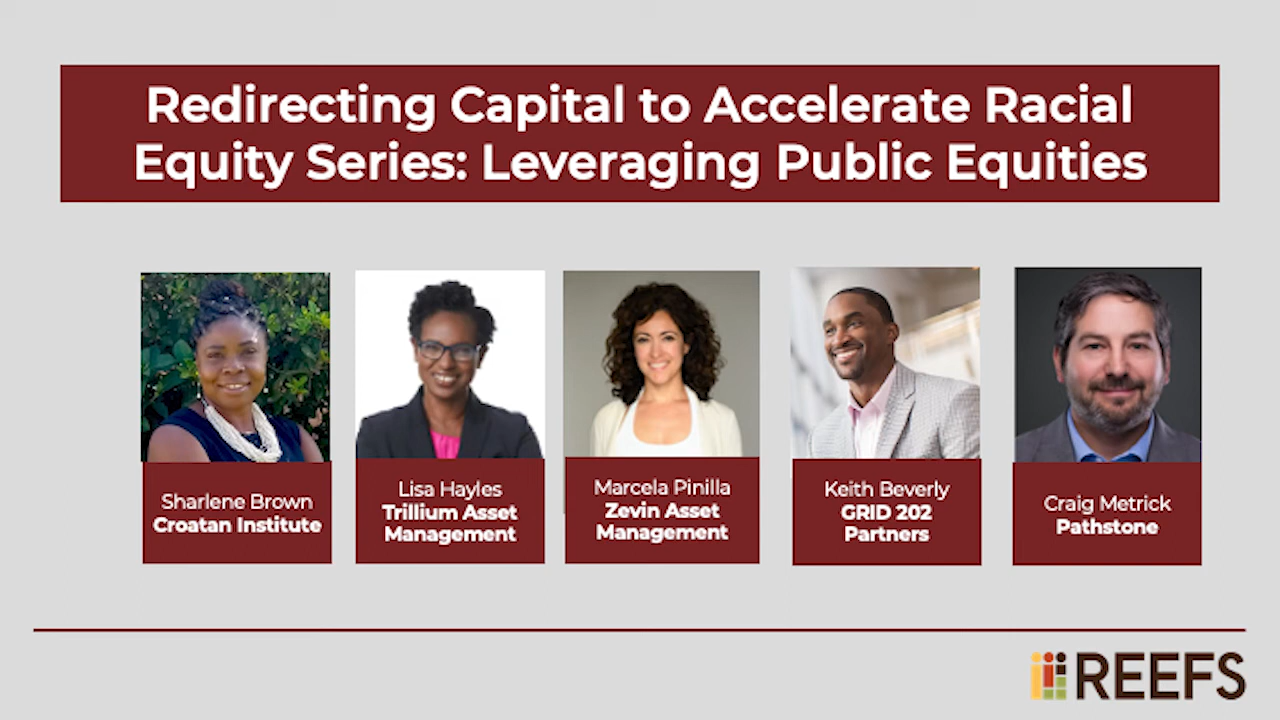 Redirecting Capital to Accelerate Racial
Equity Series: Leveraging Public Equities
Sharlene Brown
Croatan Institute
Lisa Hayles
Trillium Asset
Management
Marcela Pinilla
Zevin Asset
Management
Keith Beverly
GRID 202
Partners
Craig Metrick
Pathstone
REEFS